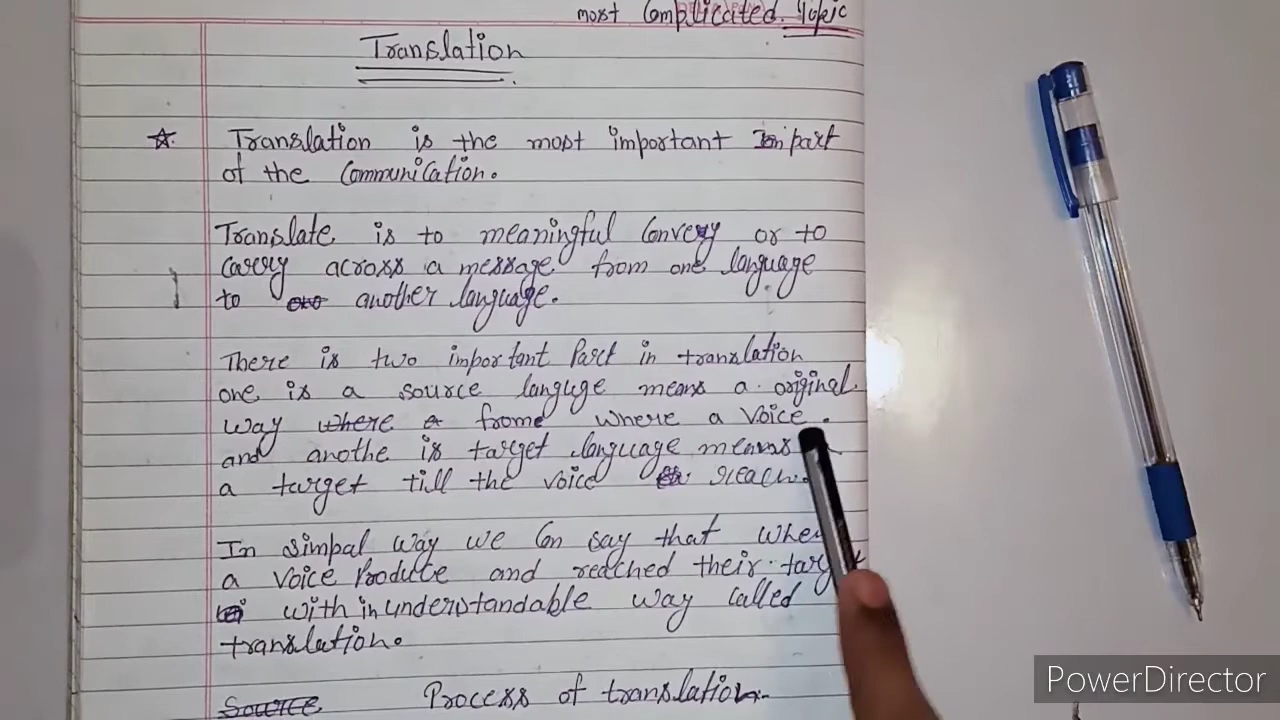 most Complicated. Topic
Translation
Translation is the most important part
of the Communication.
Translate is to meaningful Convey or to
carry across a message from one language
to another language.
There is two important Part in translation
one is a source languge means a original
way where frome where a voice.
and anothe is target language means
a target till the voice reach
In Simpal way we Can say that when
a voice Produce and reached their targ
with in understandable way called
translation.
Source Process of translation
PowerDirector